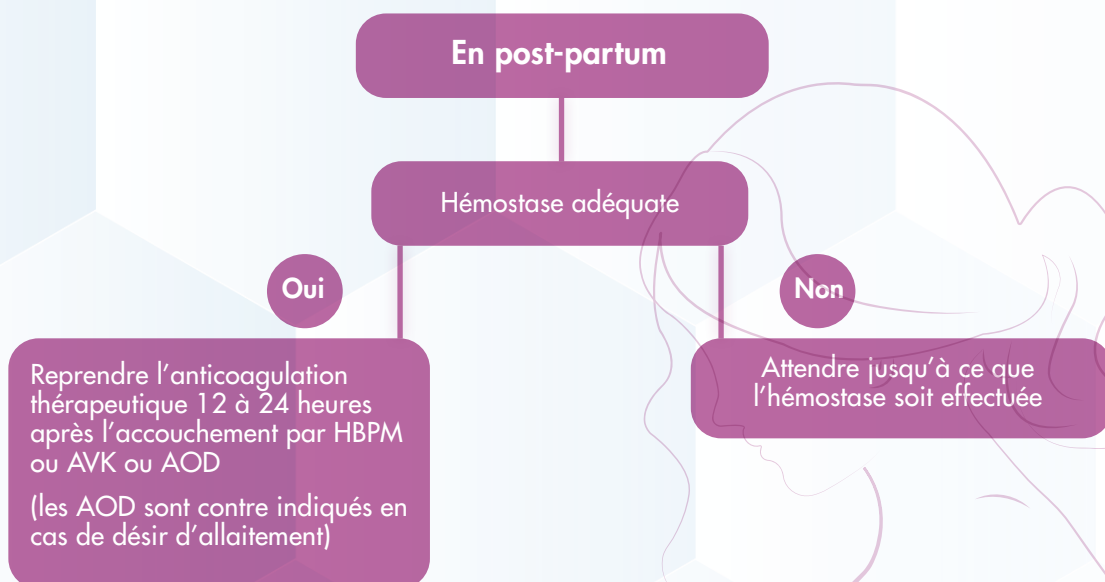 En post-partum
Hémostase adéquate
Oui
Non
Reprendre l'anticoagulation
thérapeutique 12 à 24 heures
après l'accouchement par HBPM
ou AVK ou AOD
(les AOD sont contre indiqués en
cas de désir d'allaitement)
Attendre jusqu'à ce que
l'hémostase soit effectuée